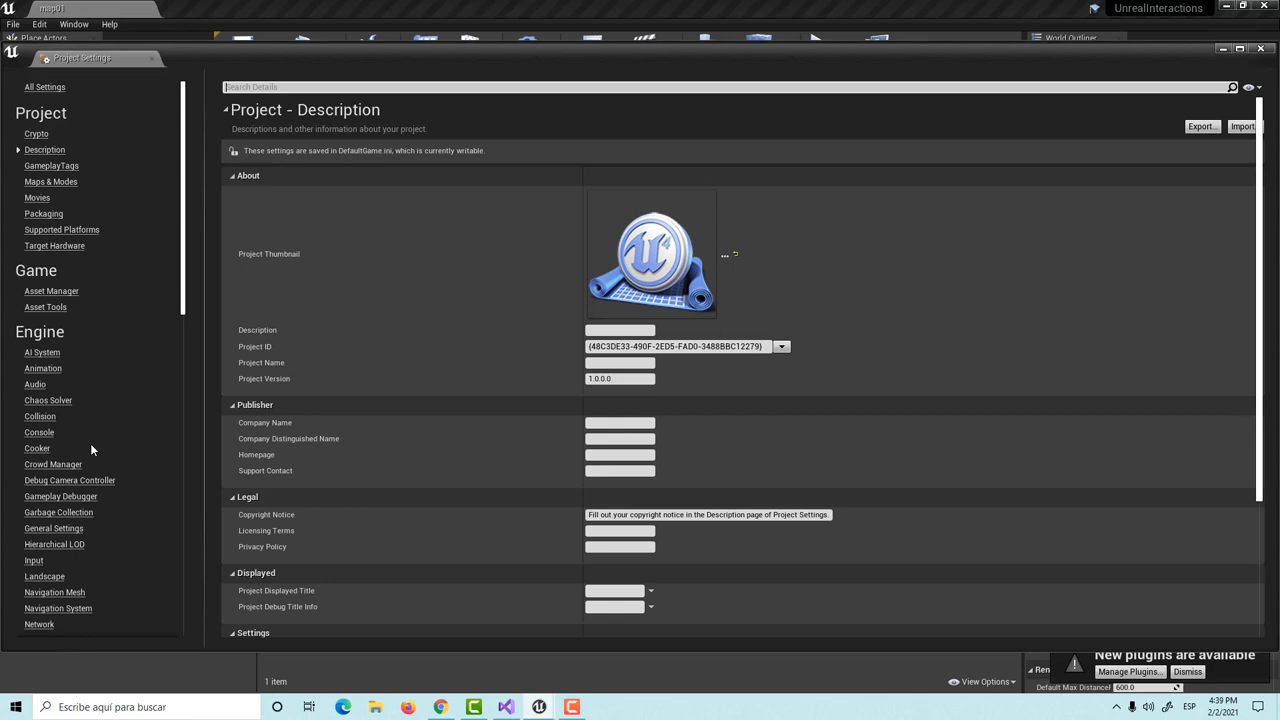 map01
UnrealInteractions
File Edit Window Help
Place Actors
World Outliner
Project Settings
All Settings
Search Details
Project
Crypto
Description
GameplayTags
Maps & Modes
Movies
Packaging
Supported Platforms
Target Hardware
Game
Asset Manager
Asset Tools
Engine
AI System
Animation
Audio
Chaos Solver
Collision
Console
Cooker
Crowd Manager
Debug Camera Controller
Gameplay Debugger
Garbage Collection
General Settings
Hierarchical LOD
Input
Landscape
Navigation Mesh
Navigation System
Network
Project - Description
Descriptions and other information about your project.
Export... Import
These settings are saved in DefaultGame.ini, which is currently writable.
About
Project Thumbnail
Description
Project ID {48C3DE33-490F-2ED5-FAD0-3488BBC12279}
Project Name
Project Version 1.0.0.0
Publisher
Company Name
Company Distinguished Name
Homepage
Support Contact
Legal
Copyright Notice Fill out your copyright notice in the Description page of Project Settings.
Licensing Terms
Privacy Policy
Displayed
Project Displayed Title
Project Debug Title Info
Settings
New plugins are available
Manage Plugins... Dismiss
1 item
View Options
Ren
Default Max Distance 600.0
Escribe aquí para buscar
ESP
4:39 PM
2/2/2021